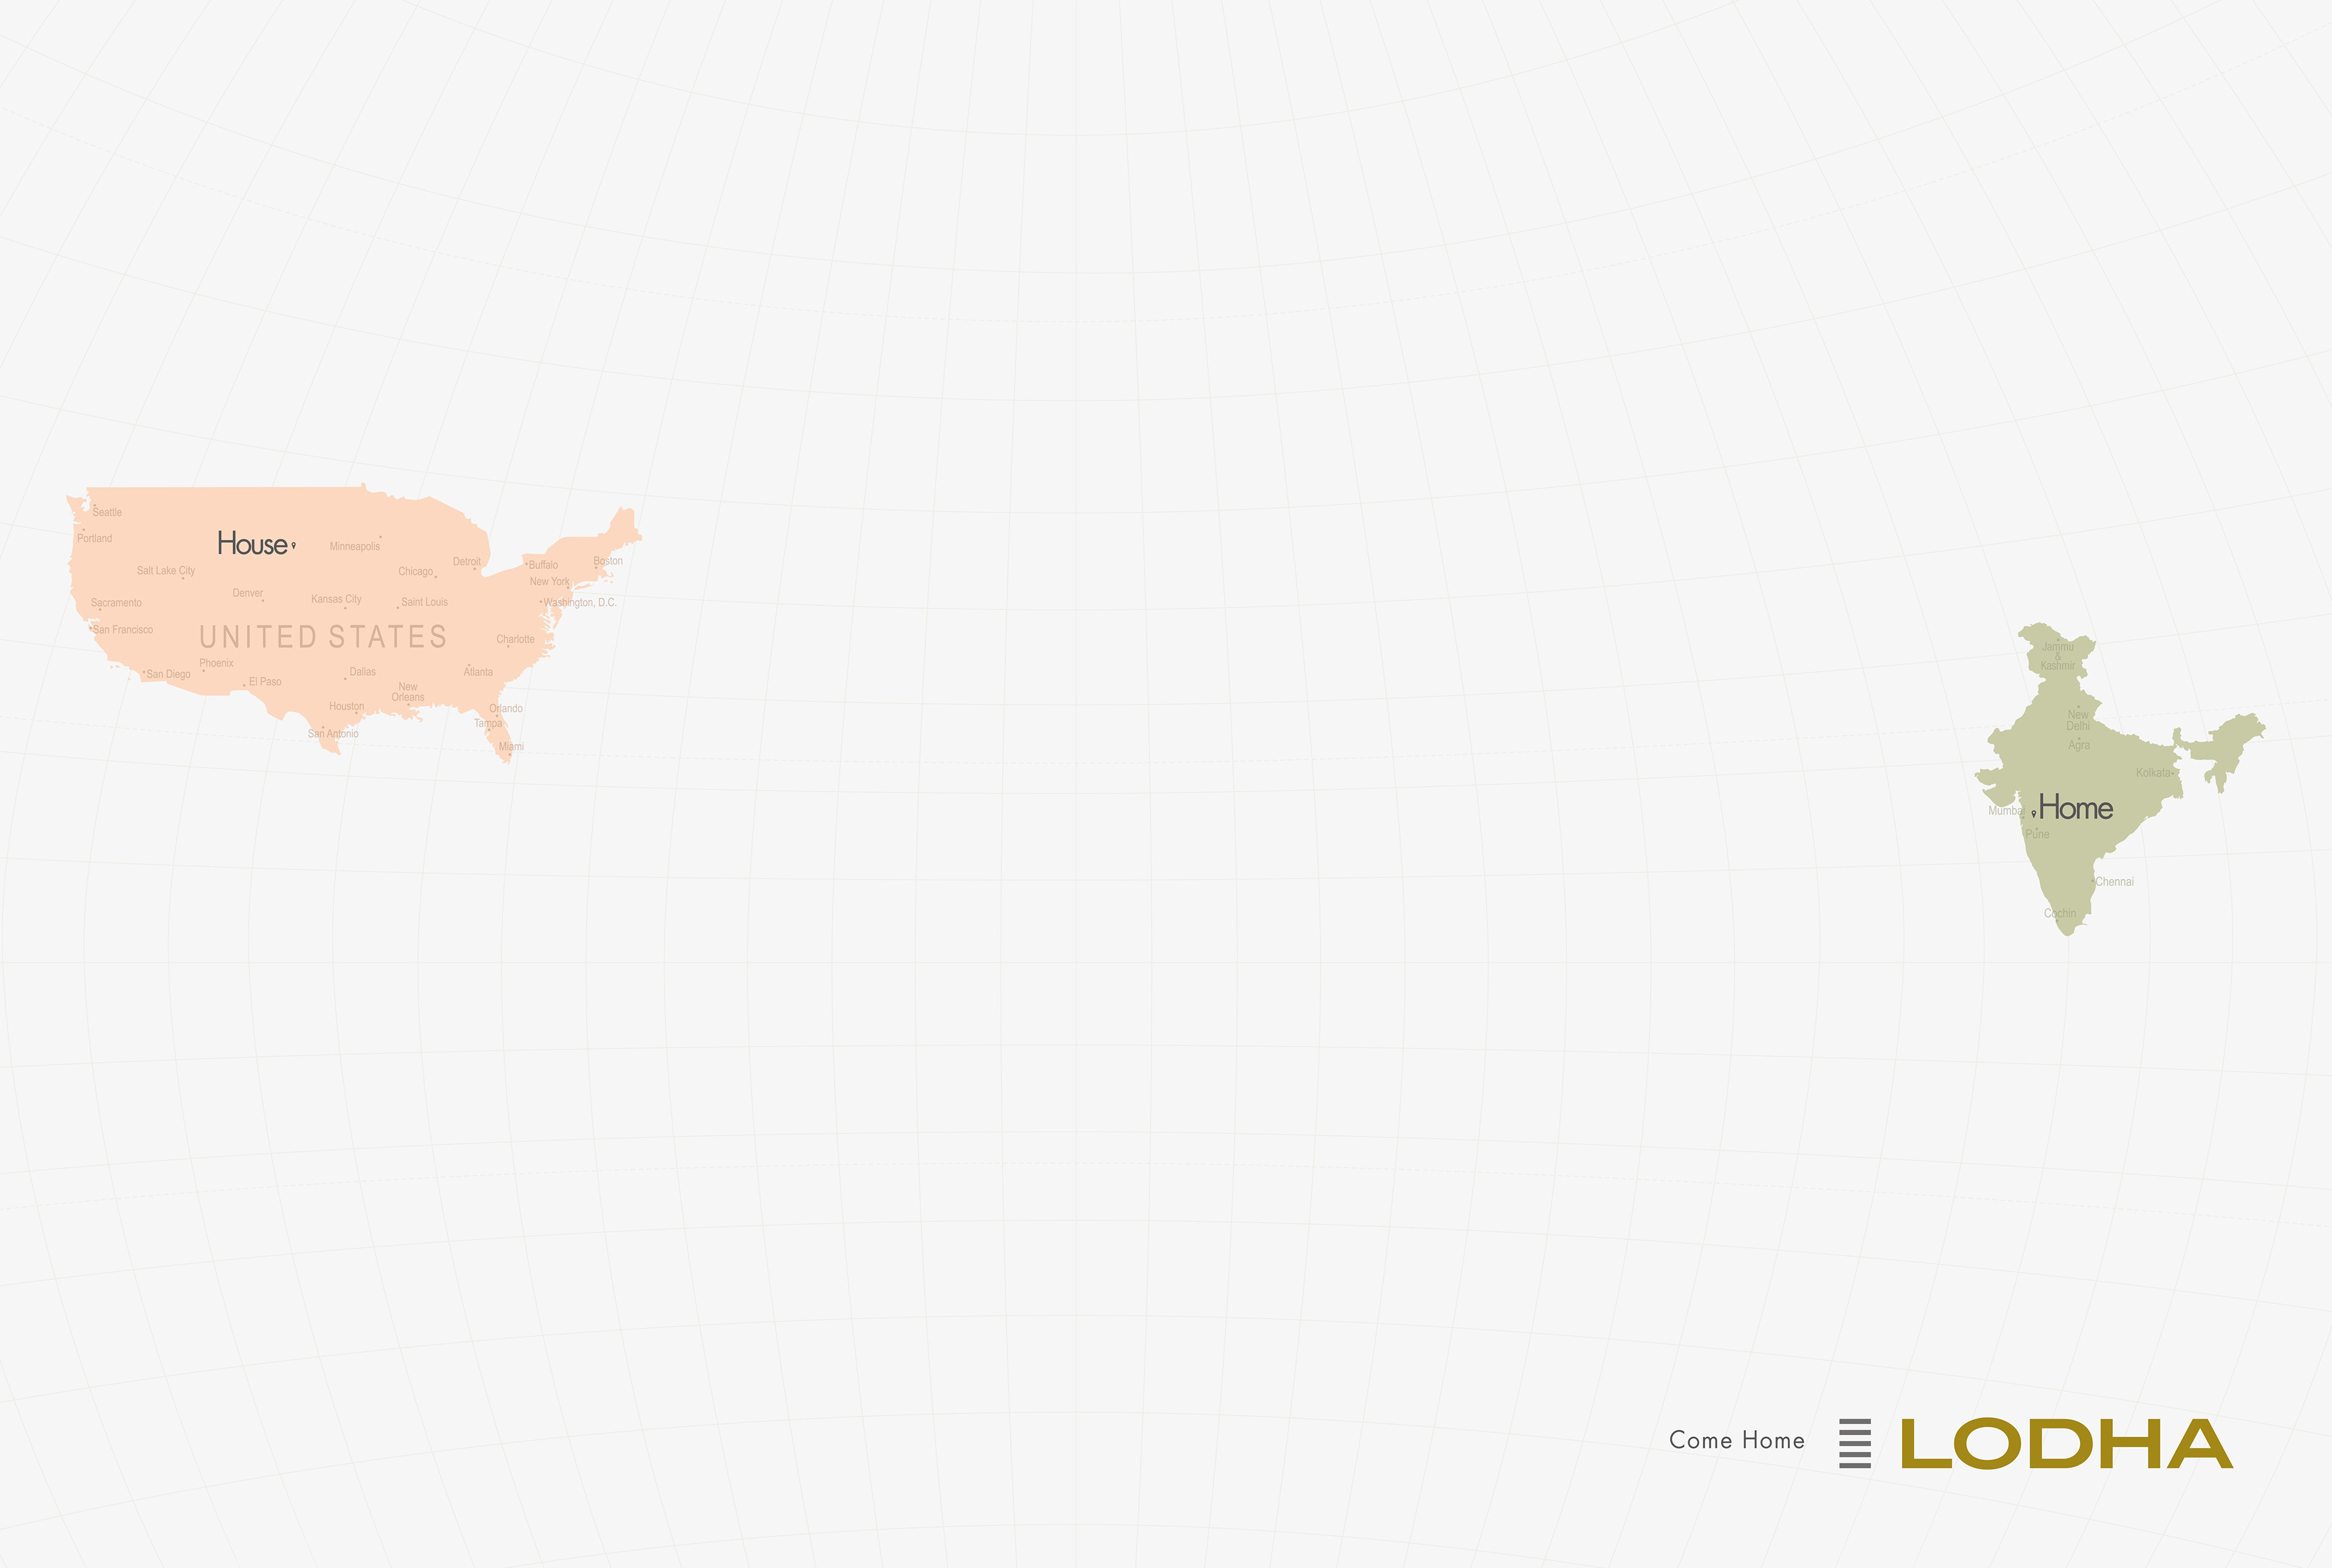 Seattle
Portland
House
Minneapolis
Salt Lake City
Chicago
Detroit
Buffalo
Boston
New York
Denver
Kansas City
Saint Louis
Washington, D.C.
Sacramento
San Francisco
UNITED STATES
Charlotte
Phoenix
San Diego
El Paso
Dallas
Atlanta
New
Orleans
Houston
Orlando
San Antonio
Tampa
Miami
Jammu
&
Kashmir
New
Delhi
Agra
Kolkata
Mumbai
Home
Pune
Chennai
Cochin
Come Home
LODHA